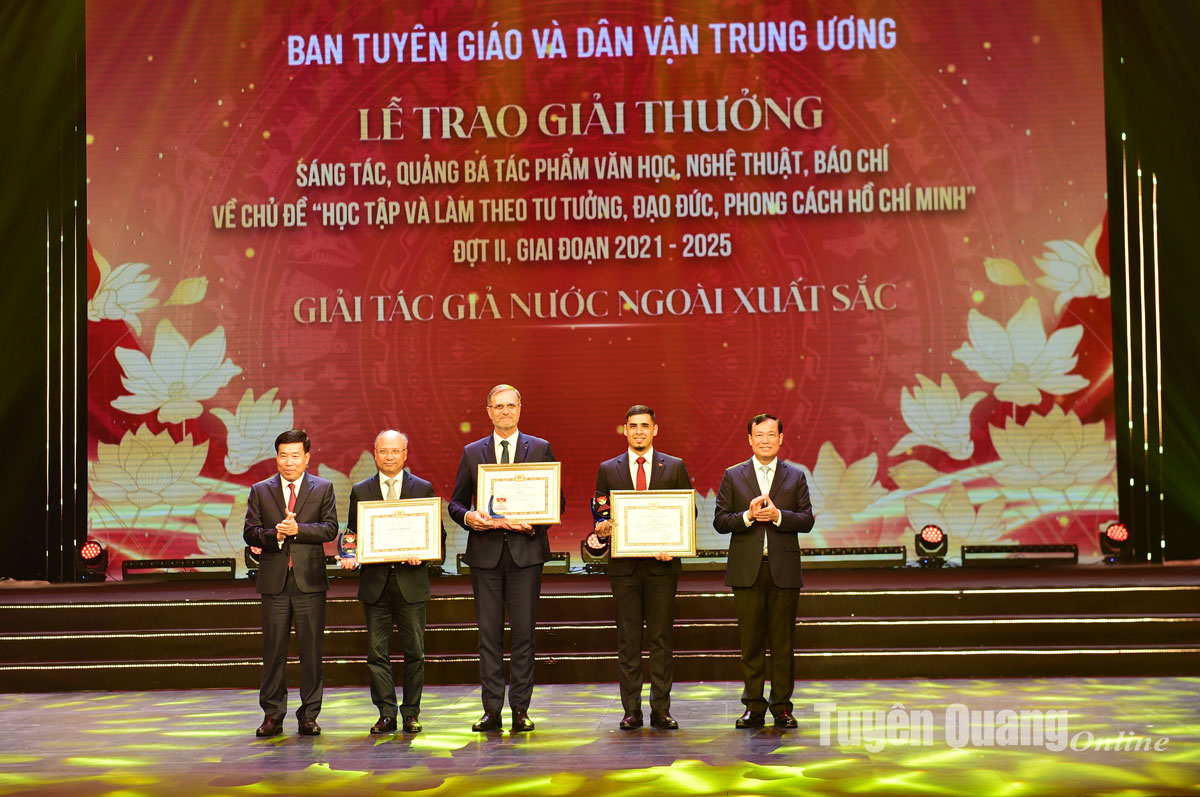 BAN TUYÊN GIÁO VÀ DÂN VẬN TRUNG ƯƠNG
LỄ TRAO GIẢI THƯỞNG
SÁNG TÁC, QUẢNG BÁ TÁC PHẨM VĂN HỌC, NGHỆ THUẬT, BÁO CHÍ
VỀ CHỦ ĐỀ “HỌC TẬP VÀ LÀM THEO TƯ TƯỞNG, ĐẠO ĐỨC, PHONG CÁCH HỒ CHÍ MINH”
ĐỢT II, GIAI ĐOẠN 2021 - 2025
GIẢI TÁC GIẢ NƯỚC NGOÀI XUẤT SẮC
Tuyên Quang Online